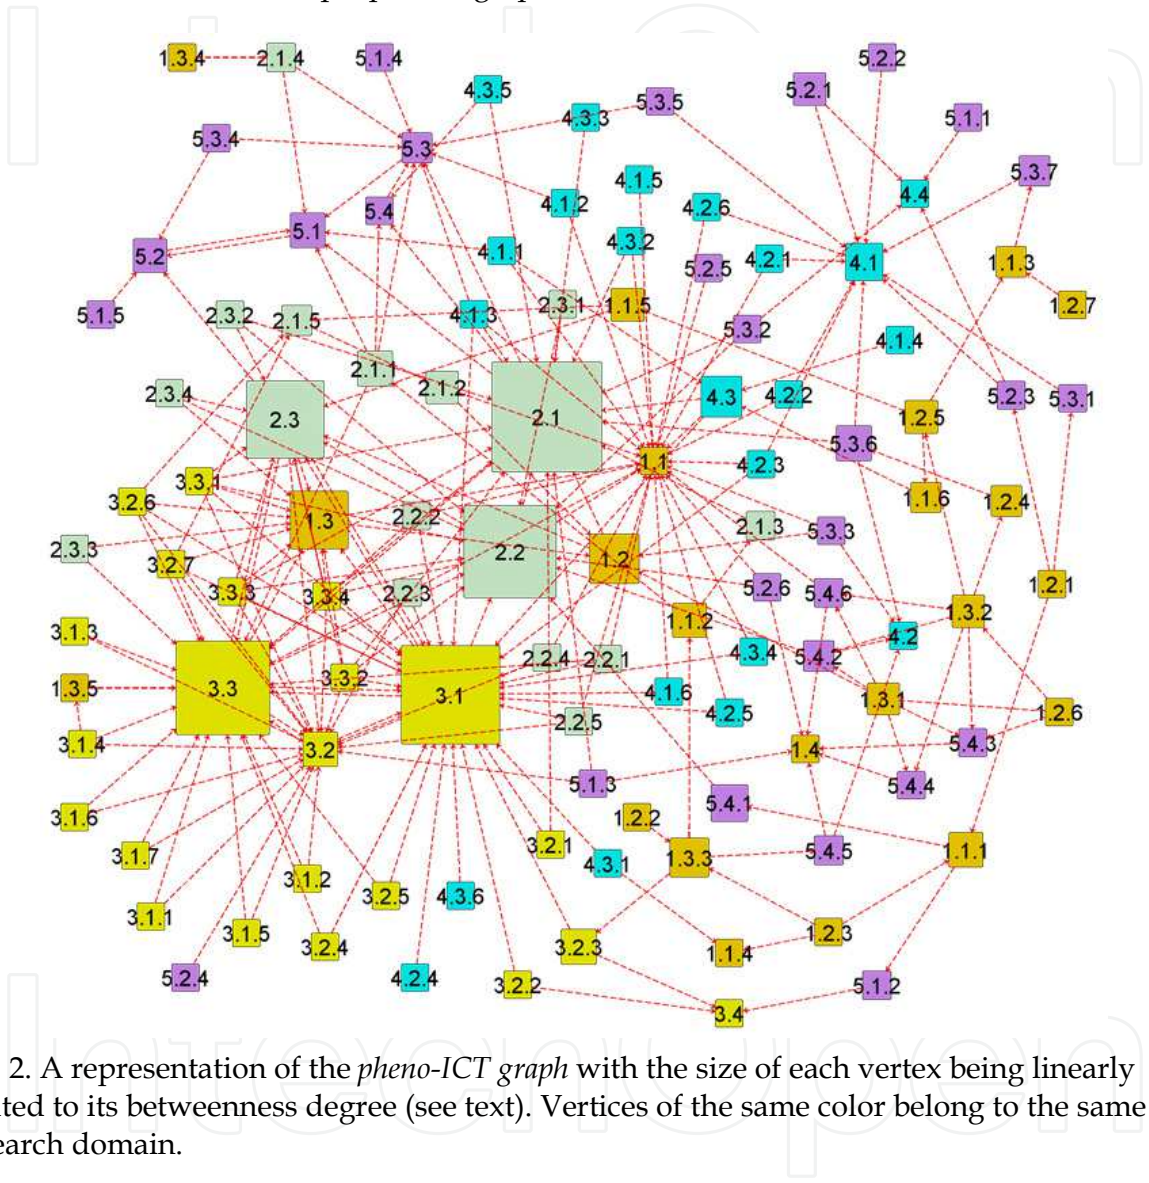 1.3.4 2.1.4 5.1.4 5.2.2
4.3.5 5.2.1
4.3.3 5.3.5 5.1.1
5.3.4 5.3
4.1.5 5.3.7
5.4 4.1.2 4.2.6 4.4
5.1 4.3.2
5.2 4.1.1 5.2.5 4.2.1 4.1 1.1.3
5.1.5 2.3.2 2.1.5 4.1.3 2.3.1 1.1.5 5.3.2 1.2.7
4.1.4
2.1.1 2.1.2
2.3.4 4.3 4.2.2 5.2.3 5.3.1
2.3 2.1 1.2.5
5.3.6
3.3.1 1.1 4.2.3
3.2.6 1.1.6 1.2.4
1.3 2.2.2 2.1.3 5.3.3
2.3.3 2.2 1.2
3.2.7
3.3.3 3.3.4 2.2.3 5.2.6 5.4.6 1.2.1
1.1.2 1.3.2
3.1.3 4.2
2.2.4 2.2.1 4.3.4 5.4.2
1.3.5 3.3 3.3.2 3.1 4.1.6 1.3.1
4.2.5 1.2.6
3.1.4 3.2 2.2.5 1.4 5.4.3
5.1.3 5.4.4
3.1.6 1.2.2 5.4.1
3.1.7 3.2.1 4.3.1 1.3.3 5.4.5 1.1.1
3.1.2 3.2.5 4.3.6
3.1.1 3.1.5 3.2.4 3.2.3 1.1.4 1.2.3
5.2.4 4.2.4 3.2.2 5.1.2
3.4
2. A representation of the pheno-ICT graph with the size of each vertex being linearly
ted to its betweenness degree (see text). Vertices of the same color belong to the same
earch domain.
IntechOpen